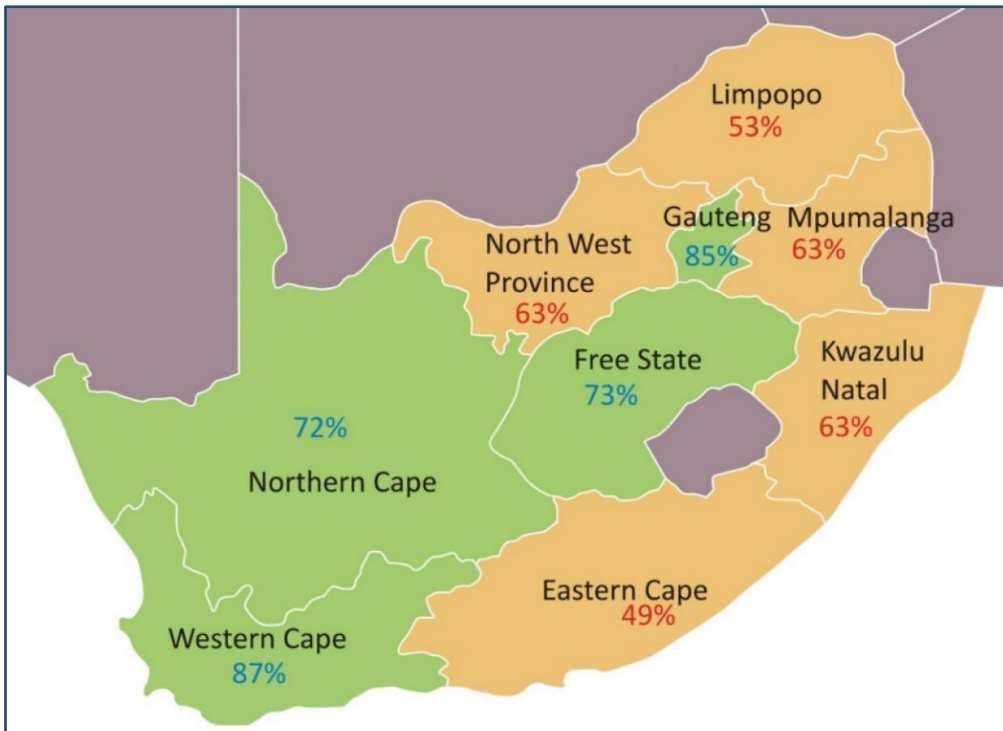 Limpopo
53%
Gauteng
85%
Mpumalanga
63%
North West
Province
63%
Free State
73%
Kwazulu
Natal
63%
72%
Northern Cape
Eastern Cape
49%
Western Cape
87%